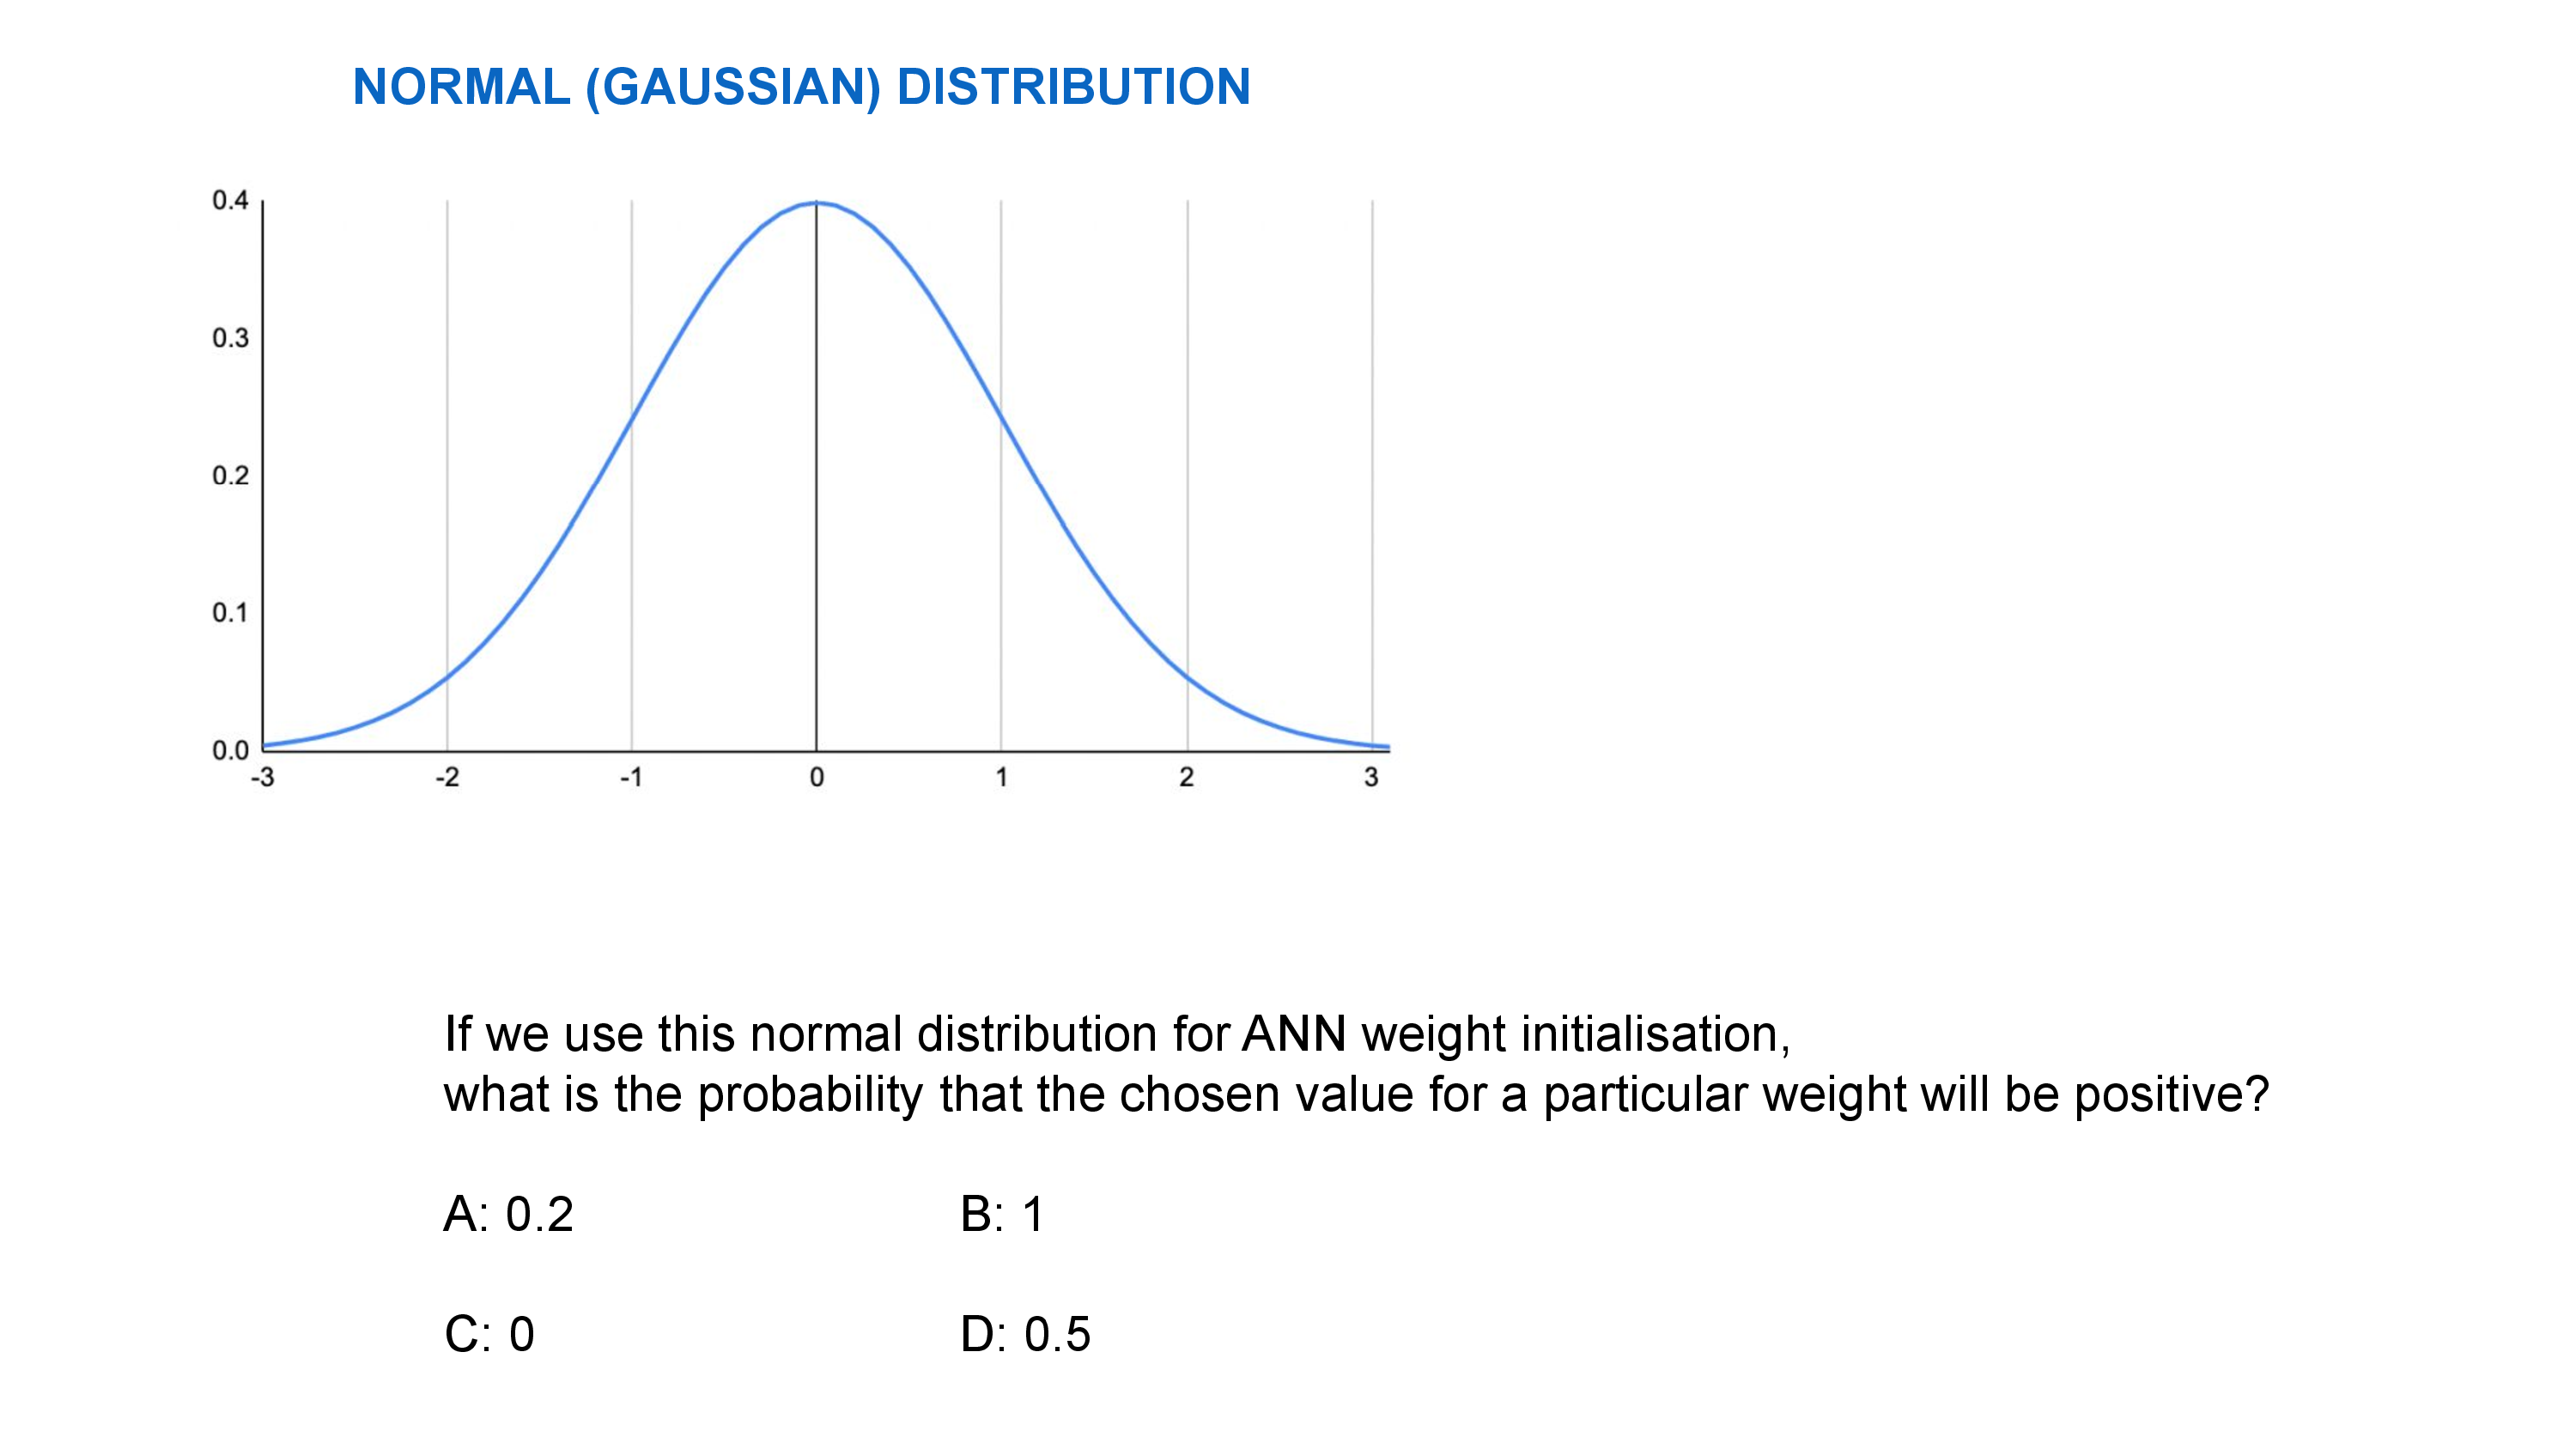 NORMAL (GAUSSIAN) DISTRIBUTION
0.4
0.3
0.2
0.1
0.0
-3 -2 -1 0 1 2 3
If we use this normal distribution for ANN weight initialisation,
what is the probability that the chosen value for a particular weight will be positive?
A: 0.2 B: 1
C: 0 D: 0.5